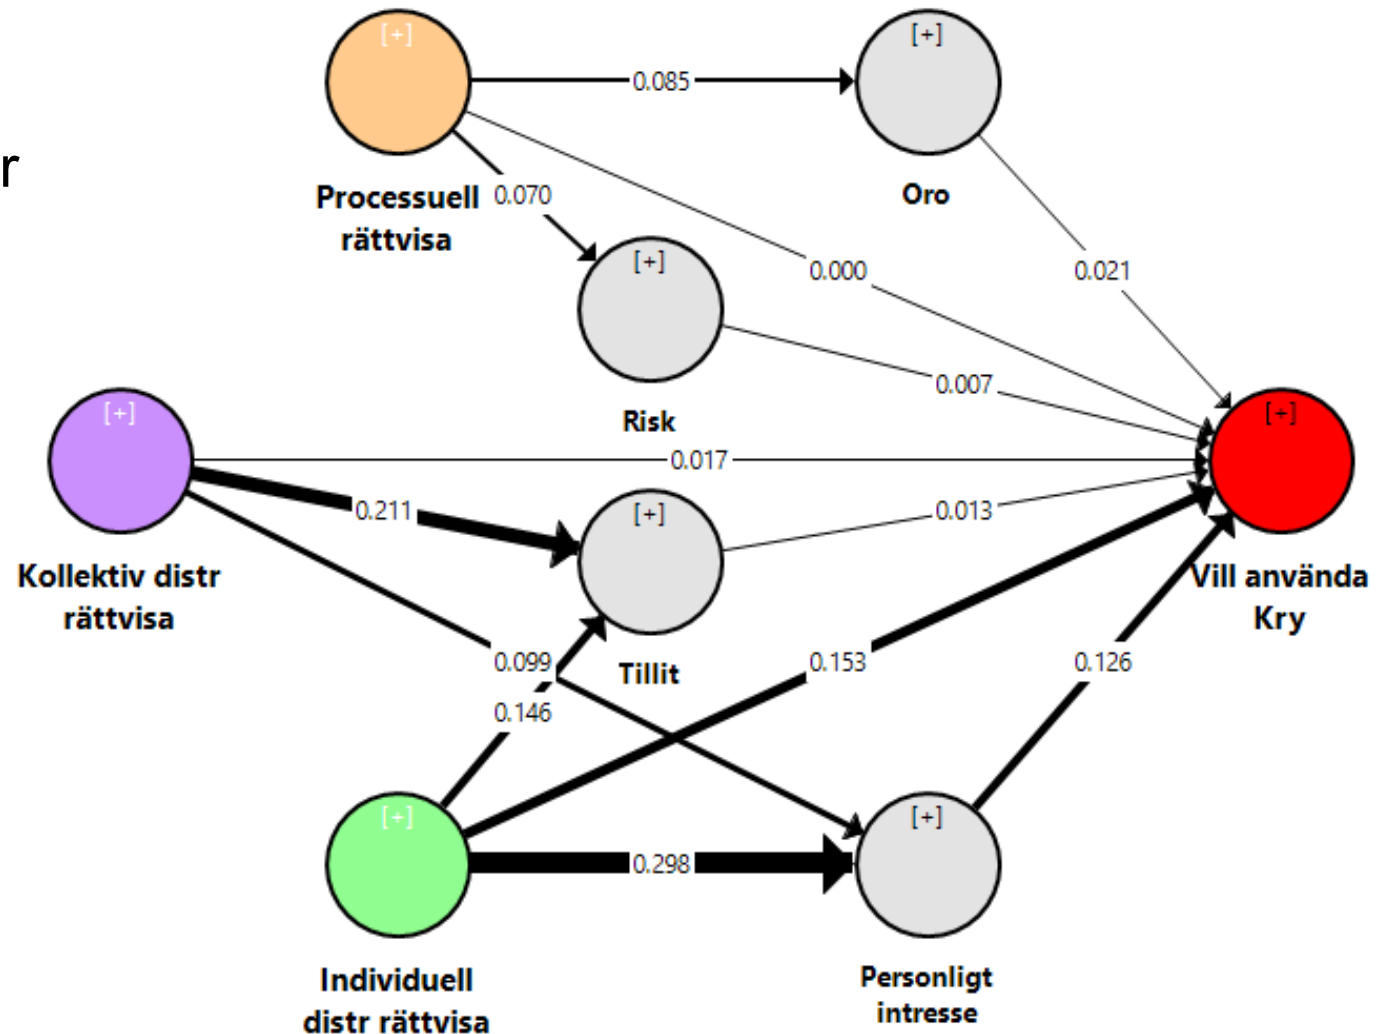 [+]
[+]
0.085
r
Processuell
rättvisa
0.070
Oro
[+]
0.000
0.021
0.007
Risk
[+]
[+]
0.017
0.211
[+]
0.013
Kollektiv distr
rättvisa
Vill använda
Kry
0.099
Tillit
0.153
0.126
0.146
[+]
[+]
0.298
Individuell
distr rättvisa
Personligt
intresse